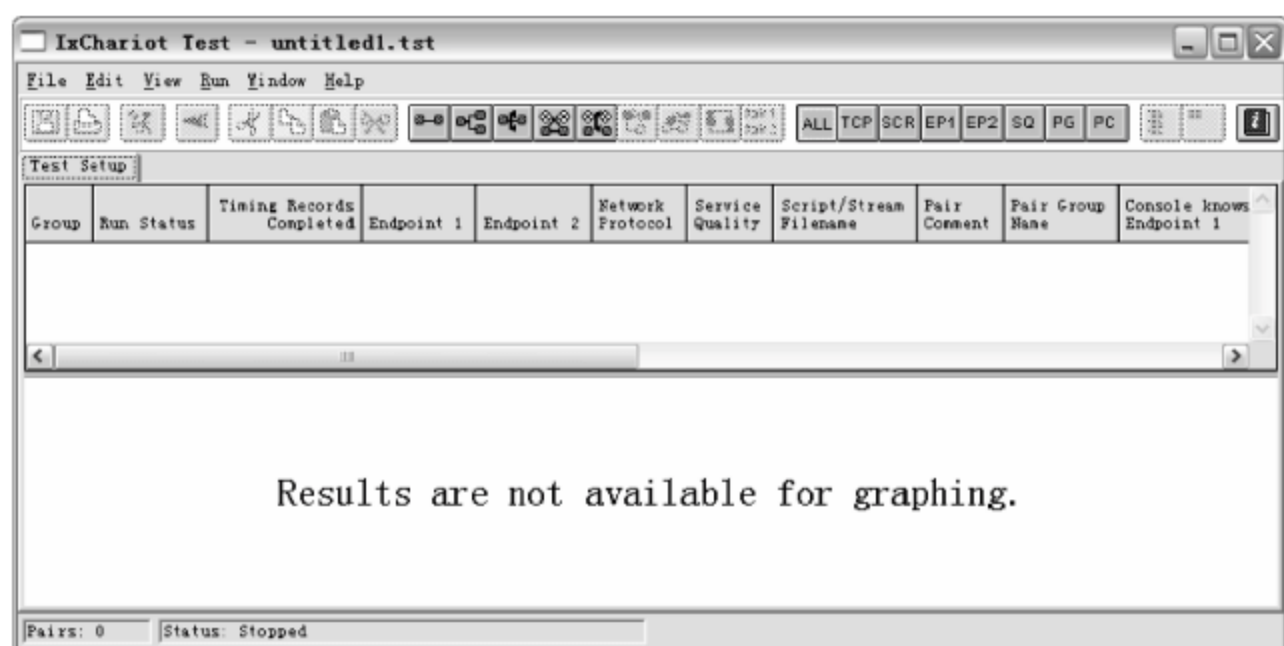 IxChariot Test - untitled1.tst
File Edit View Run Window Help
ALL TCP SCR EP1 EP2 SQ PG PC
Test Setup
Group Run Status Timing Records Completed Endpoint 1 Endpoint 2 Network Protocol Service Quality Script/Stream Filename Pair Comment Pair Group Name Console knows Endpoint 1
Results are not available for graphing.
Pairs: 0 Status: Stopped